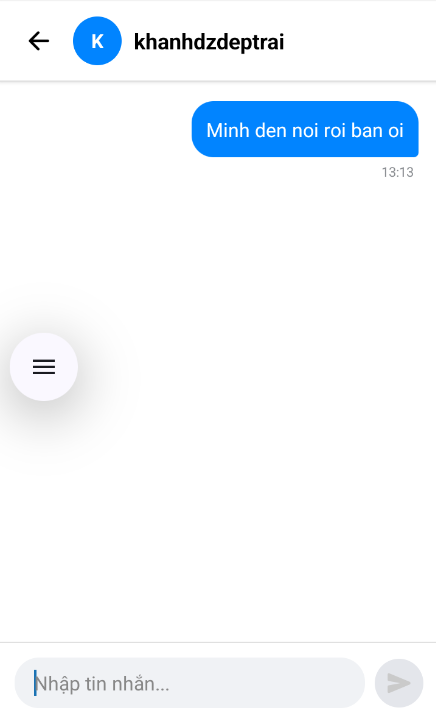 K
khanhdzdeptrai
Minh den noi roi ban oi
13:13
Nhập tin nhắn...